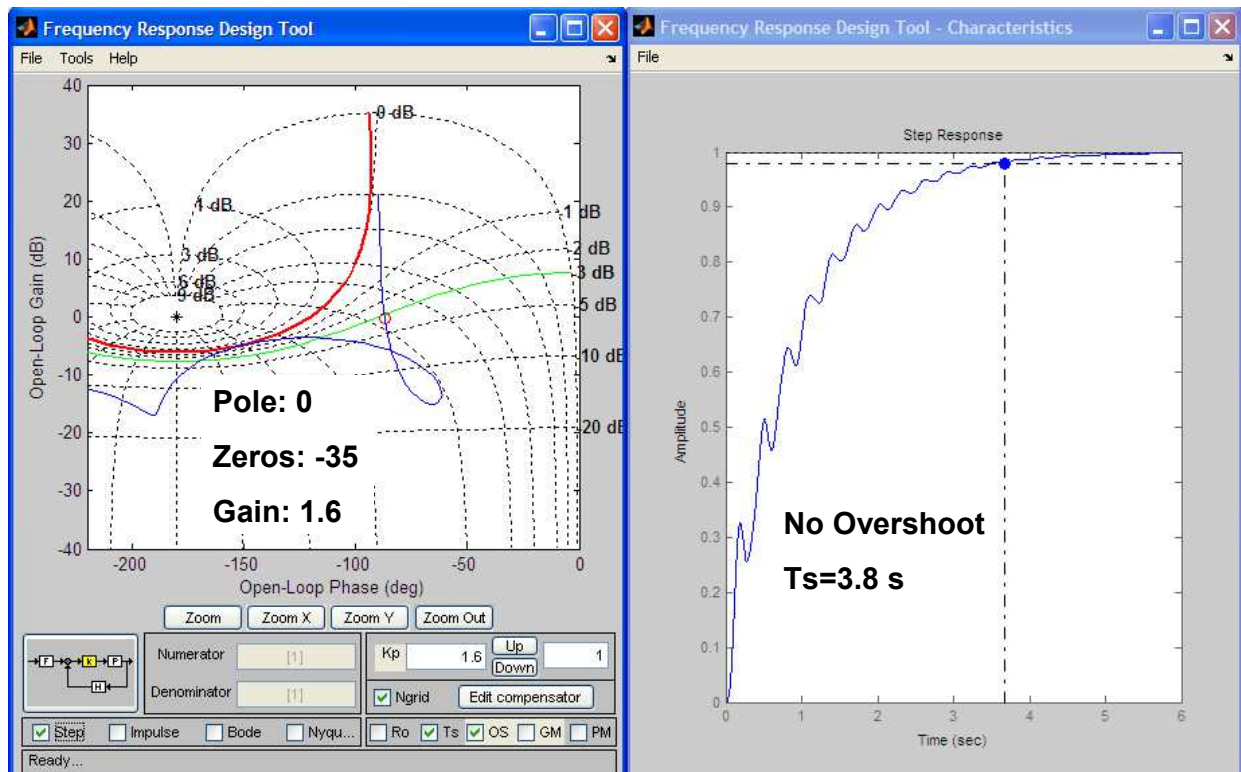 Frequency Response Design Tool
File Tools Help
40
30
20
10
0
-10
-20
-30
-40
Open-Loop Gain (dB)
0 dB
1 dB
3 dB
6 dB
9 dB
-1 dB
-2 dB
-3 dB
-5 dB
-10 dB
-20 dB
Pole: 0
Zeros: -35
Gain: 1.6
-200 -150 -100 -50 0
Open-Loop Phase (deg)
Zoom Zoom X Zoom Y Zoom Out
F K P
H
Numerator [1]
Denominator [1]
Kp 1.6 Up Down 1
Ngrid Edit compensator
Step Impulse Bode Nyqu... Ro Ts OS GM PM
Ready...
Frequency Response Design Tool - Characteristics
File
Step Response
1
0.9
0.8
0.7
0.6
0.5
0.4
0.3
0.2
0.1
0
Amplitude
No Overshoot
Ts=3.8 s
0 1 2 3 4 5 6
Time (sec)